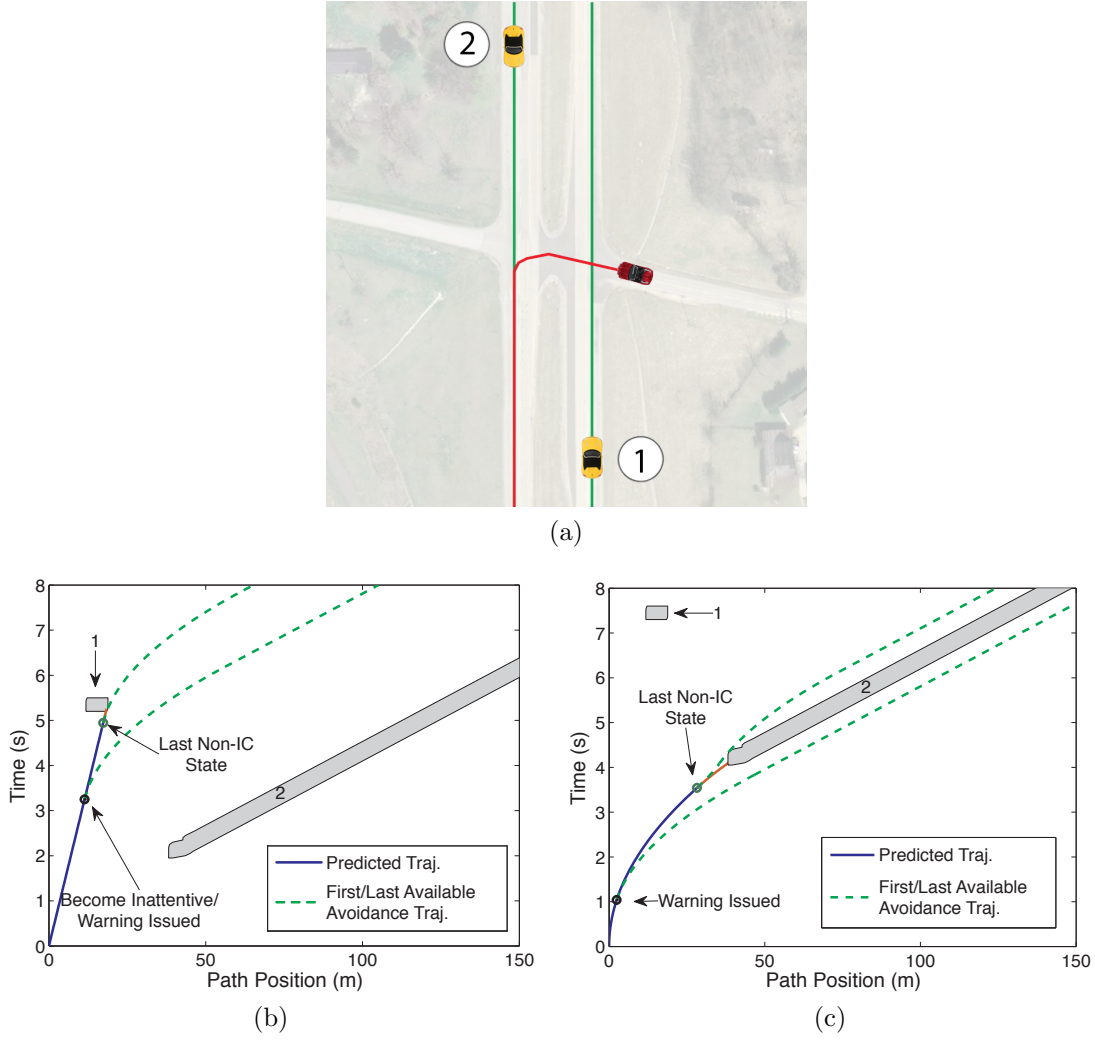 2
1
(a)
8
7
6
5
4
3
2
1
0
Time (s)
1
Last Non-IC
State
2
Become Inattentive/
Warning Issued
Predicted Traj.
First/Last Available
Avoidance Traj.
0
50
100
150
Path Position (m)
(b)
8
7
6
5
4
3
2
1
0
Time (s)
1
Last Non-IC
State
2
Warning Issued
Predicted Traj.
First/Last Available
Avoidance Traj.
0
50
100
150
Path Position (m)
(c)